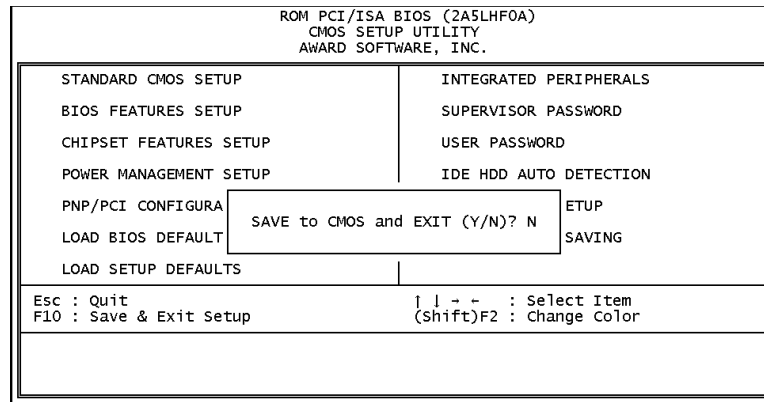 ROM PCI/ISA BIOS (2A5LHF0A)
CMOS SETUP UTILITY
AWARD SOFTWARE, INC.
STANDARD CMOS SETUP
INTEGRATED PERIPHERALS
BIOS FEATURES SETUP
SUPERVISOR PASSWORD
CHIPSET FEATURES SETUP
USER PASSWORD
POWER MANAGEMENT SETUP
IDE HDD AUTO DETECTION
PNP/PCI CONFIGURA
ETUP
SAVE to CMOS and EXIT (Y/N)? N
LOAD BIOS DEFAULT
SAVING
LOAD SETUP DEFAULTS
Esc : Quit
↑ ↓ → ← : Select Item
F10 : Save & Exit Setup
(Shift)F2 : Change Color